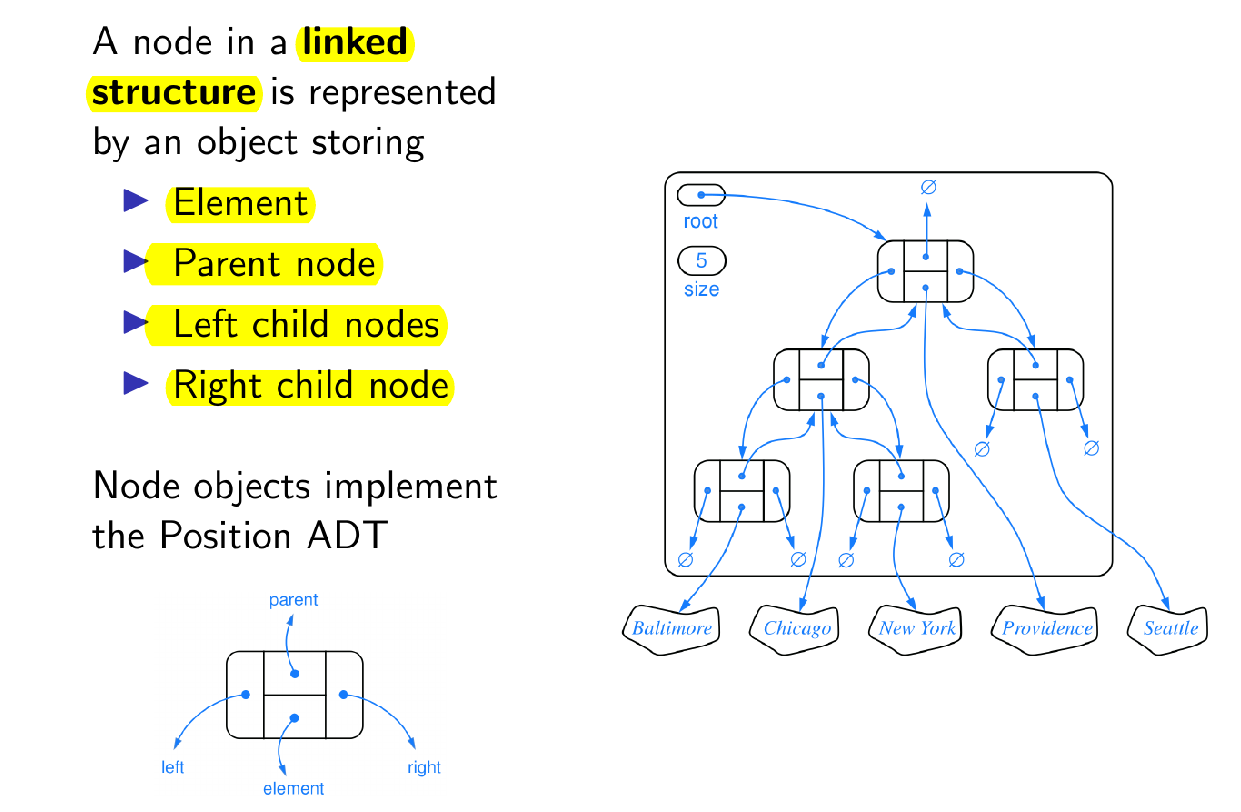 A node in a linked
structure is represented
by an object storing
Element
Parent node
Left child nodes
Right child node
Node objects implement
the Position ADT
parent
left
right
element
∅
root
5
size
∅
∅
∅
∅
∅
∅
Baltimore
Chicago
New York
Providence
Seattle